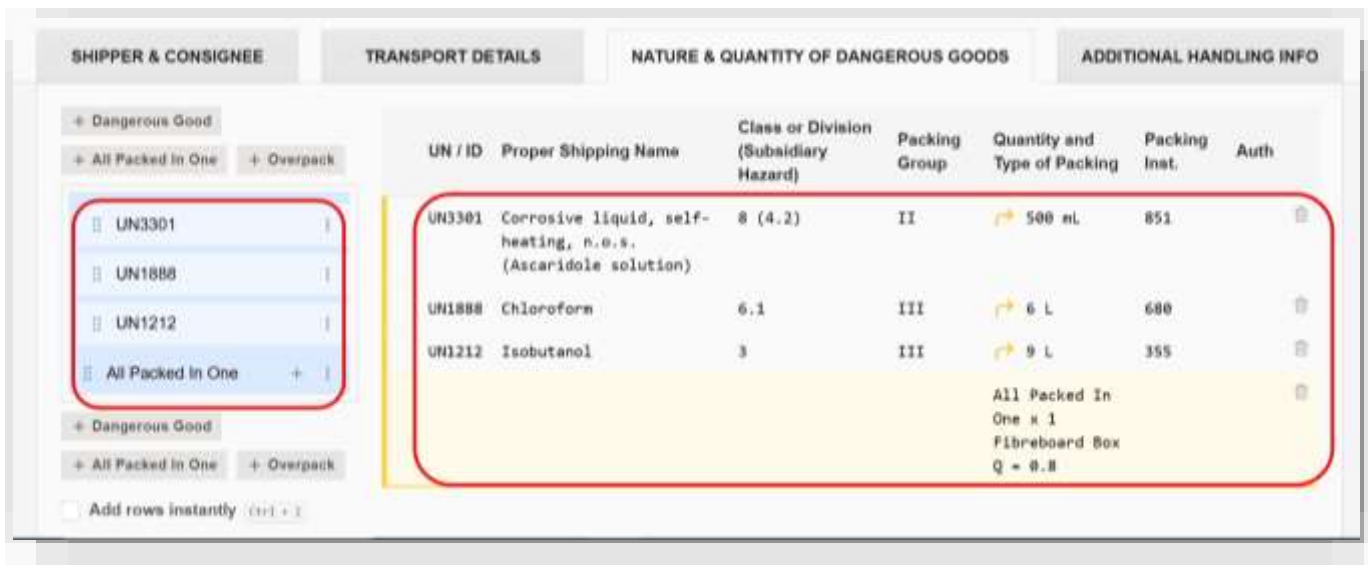 SHIPPER & CONSIGNEE TRANSPORT DETAILS NATURE & QUANTITY OF DANGEROUS GOODS ADDITIONAL HANDLING INFO
+ Dangerous Good
+ All Packed In One + Overpack
UN3301
UN1888
UN1212
All Packed In One +
+ Dangerous Good
+ All Packed In One + Overpack
Add rows instantly
UN / ID Proper Shipping Name Class or Division (Subsidiary Hazard) Packing Group Quantity and Type of Packing Packing Inst. Auth
UN3301 Corrosive liquid, self- 8 (4.2) II 500 mL 851
heating, n.o.s.
(Ascaridole solution)
UN1888 Chloroform 6.1 III 6 L 680
UN1212 Isobutanol 3 III 9 L 355
All Packed In
One x 1
Fibreboard Box
Q = 0.8